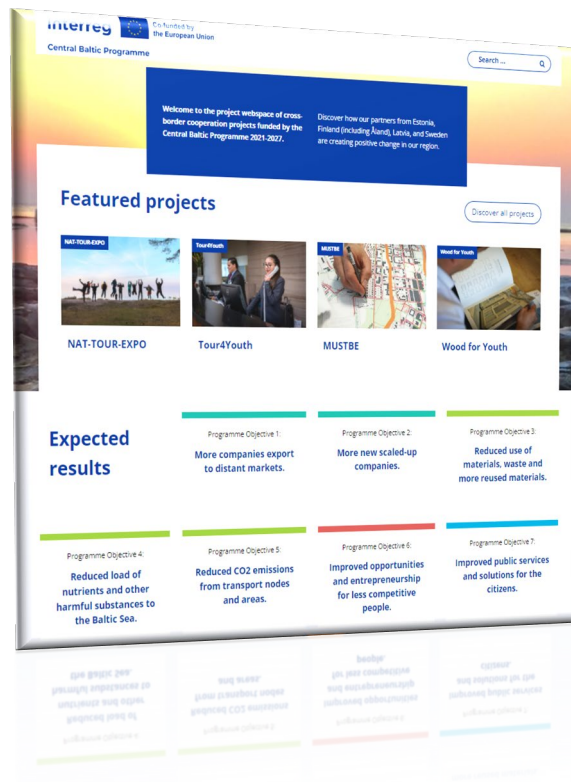 Interreg
Co-funded by
the European Union
Central Baltic Programme
Search ...
Welcome to the project webspace of cross-
border cooperation projects funded by the
Central Baltic Programme 2021-2027.
Discover how our partners from Estonia,
Finland (including Åland), Latvia, and Sweden
are creating positive change in our region.
Featured projects
Discover all projects
NAT-TOUR-EXPO
Tour4Youth
MUSTBE
Wood for Youth
NAT-TOUR-EXPO
Tour4Youth
MUSTBE
Wood for Youth
Expected
results
Programme Objective 1:
More companies export
to distant markets.
Programme Objective 2:
More new scaled-up
companies.
Programme Objective 3:
Reduced use of
materials, waste and
more reused materials.
Programme Objective 4:
Reduced load of
nutrients and other
harmful substances to
the Baltic Sea.
Programme Objective 5:
Reduced CO2 emissions
from transport nodes
and areas.
Programme Objective 6:
Improved opportunities
and entrepreneurship
for less competitive
people.
Programme Objective 7:
Improved public services
and solutions for the
citizens.